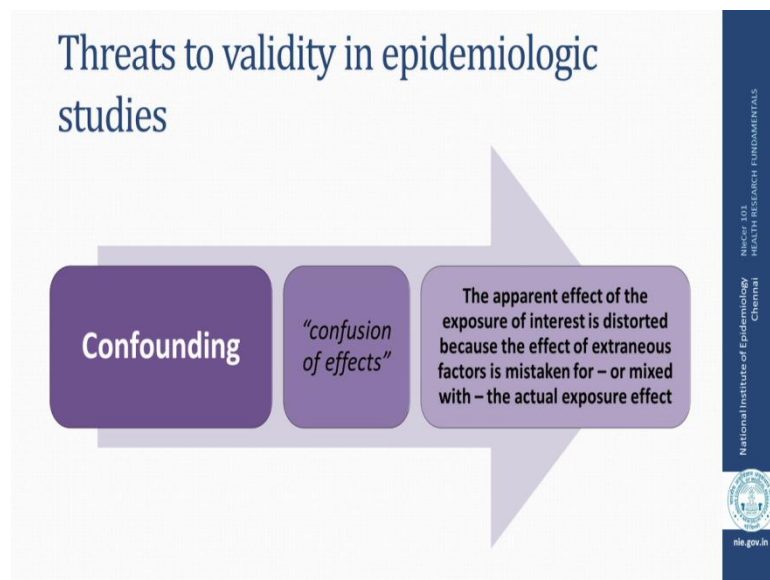 Threats to validity in epidemiologic
studies
Confounding
“confusion
of effects”
The apparent effect of the
exposure of interest is distorted
because the effect of extraneous
factors is mistaken for – or mixed
with – the actual exposure effect
National Institute of Epidemiology
Chennai
NIeCer 101
HEALTH RESEARCH FUNDAMENTALS
nie.gov.in